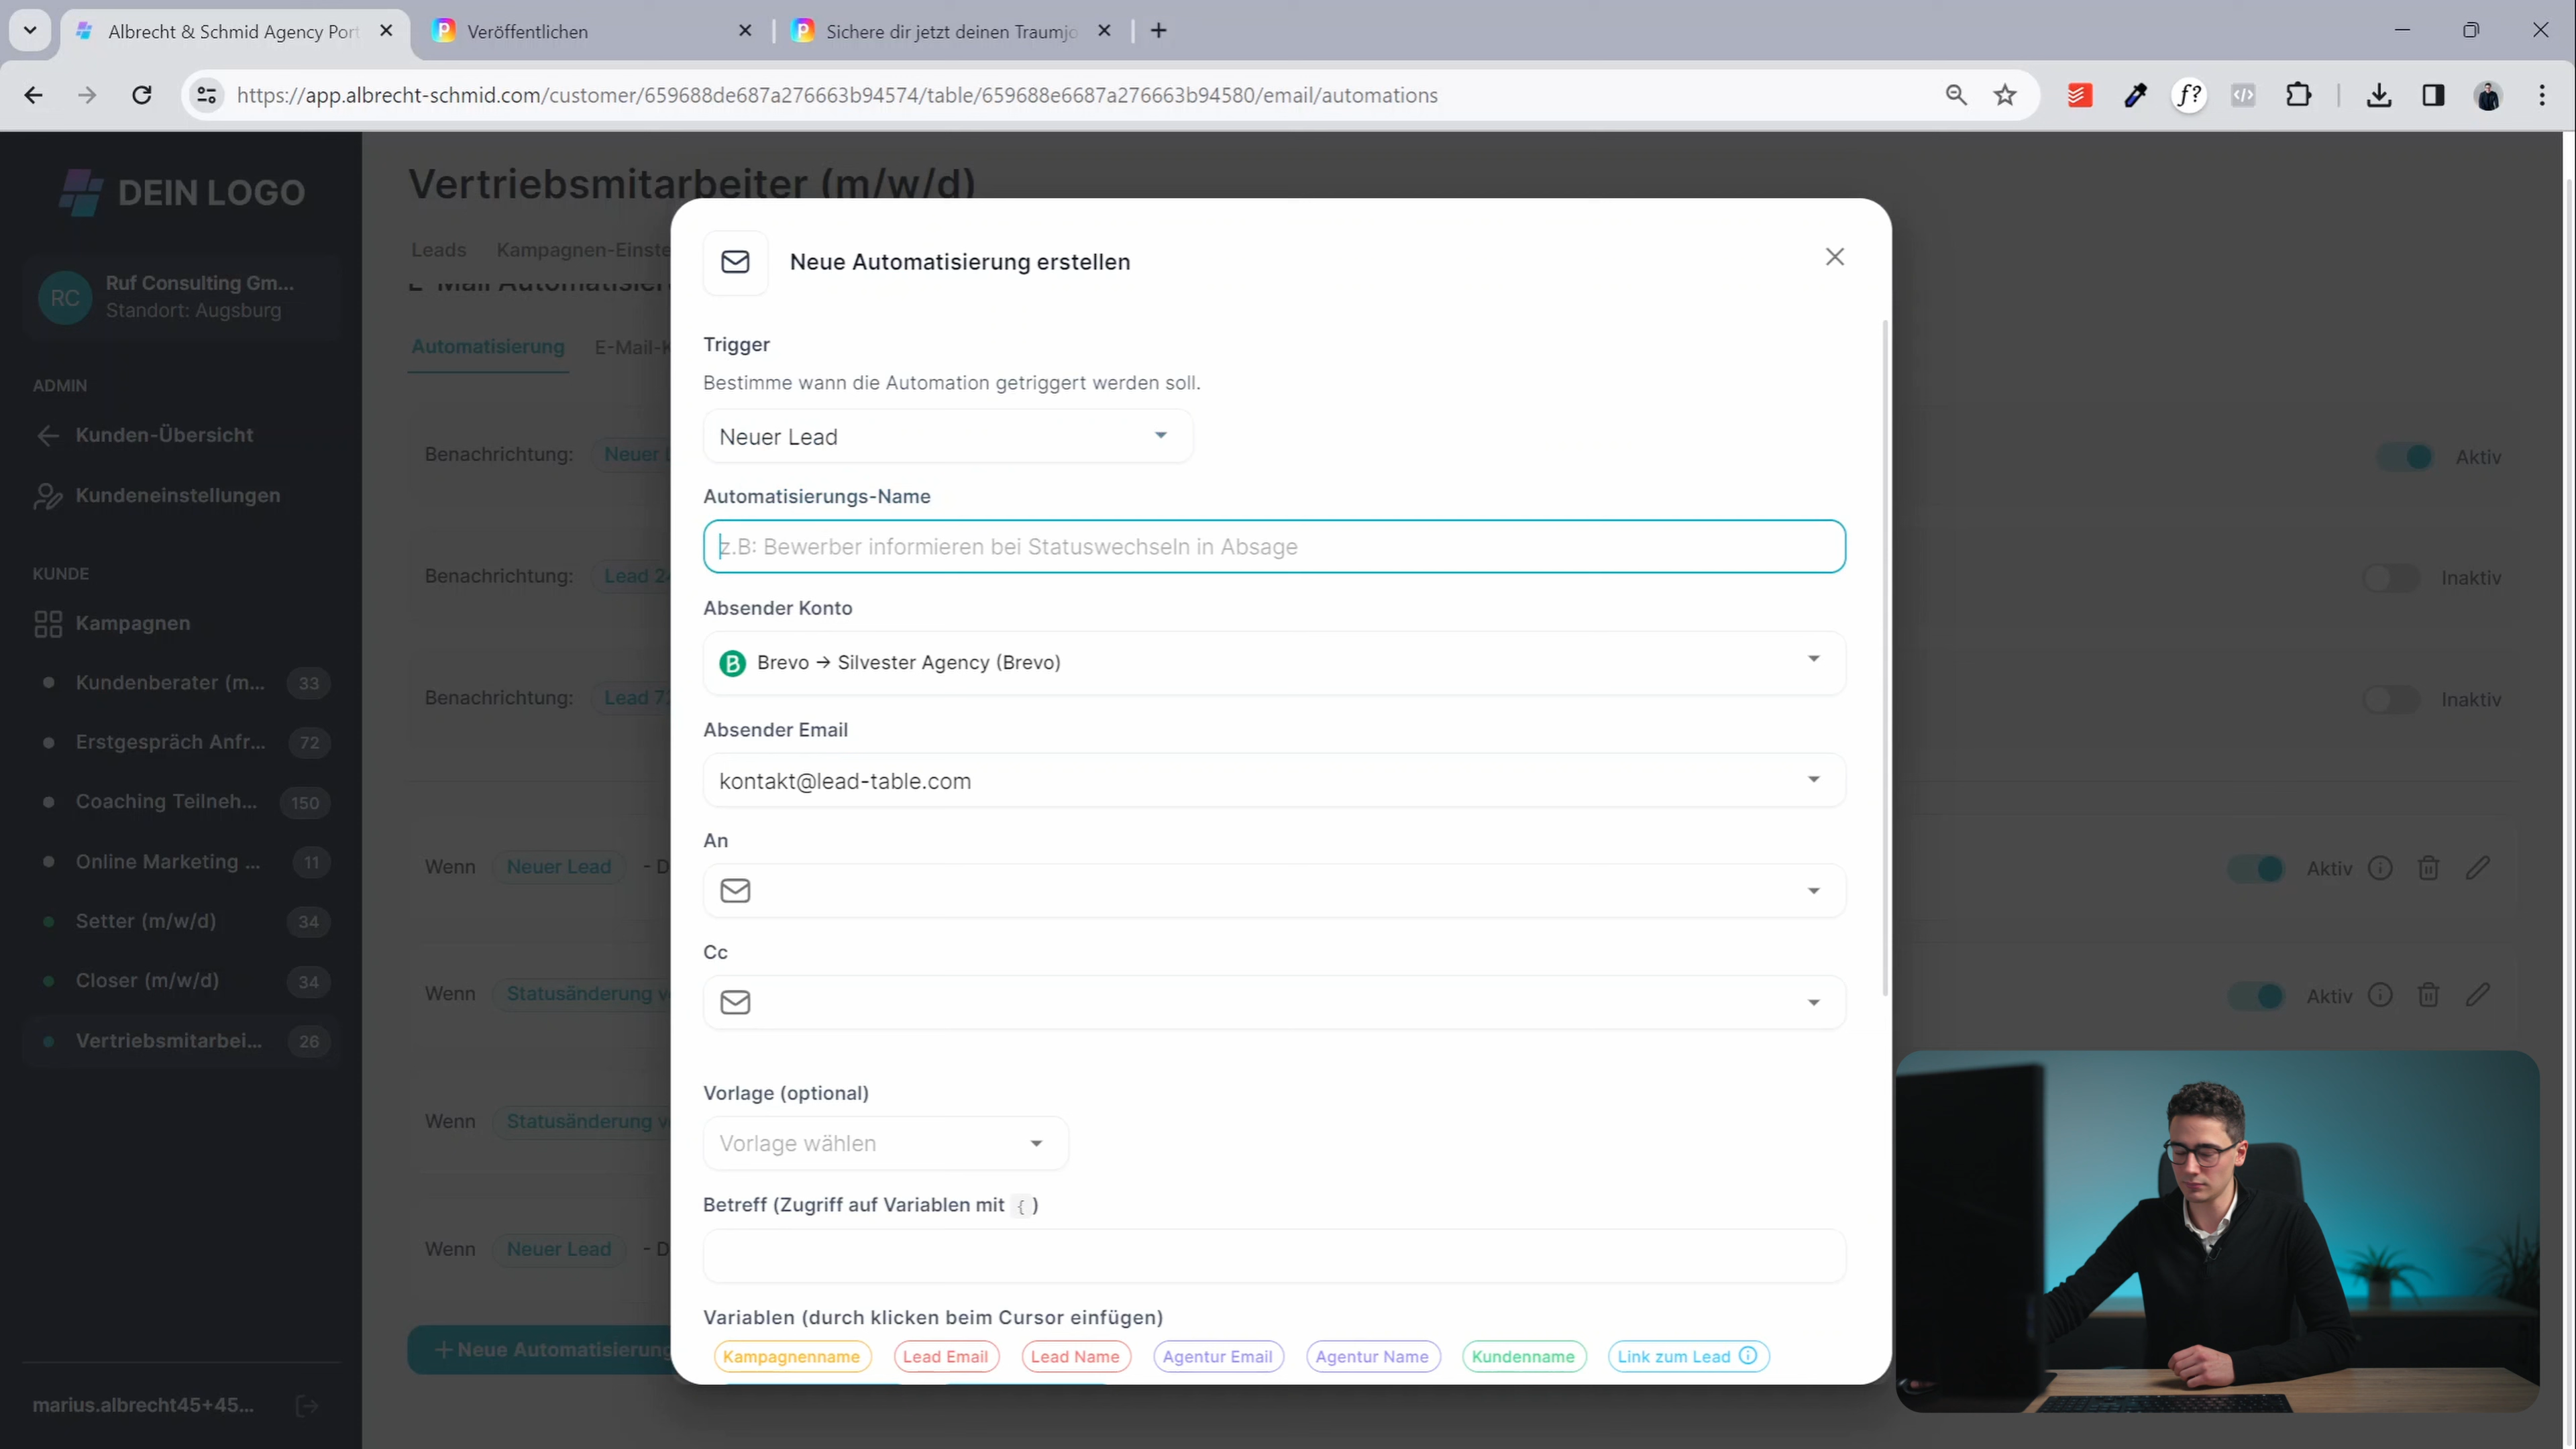 Albrecht & Schmid Agency Port
Veröffentlichen
Sichere dir jetzt deinen Traumjo
https://app.albrecht-schmid.com/customer/659688de687a276663b94574/table/659688e6687a276663b94580/email/automations
f?
DEIN LOGO
RC
Ruf Consulting Gm...
Standort: Augsburg
ADMIN
Kunden-Übersicht
Kundeneinstellungen
KUNDE
Kampagnen
Kundenberater (m... 33
Erstgespräch Anfr... 72
Coaching Teilneh... 150
Online Marketing ... 11
Setter (m/w/d) 34
Closer (m/w/d) 34
Vertriebsmitarbei... 26
marius.albrecht45+45...
Vertriebsmitarbeiter (m/w/d)
Leads Kampagnen-Einste
E-Mail Automatisier
Automatisierung E-Mail-K
Benachrichtung: Neuer L Aktiv
Benachrichtung: Lead 24 Inaktiv
Benachrichtung: Lead 7 Inaktiv
Wenn Neuer Lead - D Aktiv
Wenn Statusänderung v Aktiv
Wenn Statusänderung v
Wenn Neuer Lead - D
+ Neue Automatisierung
Neue Automatisierung erstellen
Trigger
Bestimme wann die Automation getriggert werden soll.
Neuer Lead
Automatisierungs-Name
z.B: Bewerber informieren bei Statuswechseln in Absage
Absender Konto
B Brevo → Silvester Agency (Brevo)
Absender Email
kontakt@lead-table.com
An
Cc
Vorlage (optional)
Vorlage wählen
Betreff (Zugriff auf Variablen mit { )
Variablen (durch klicken beim Cursor einfügen)
Kampagnenname Lead Email Lead Name Agentur Email Agentur Name Kundenname Link zum Lead